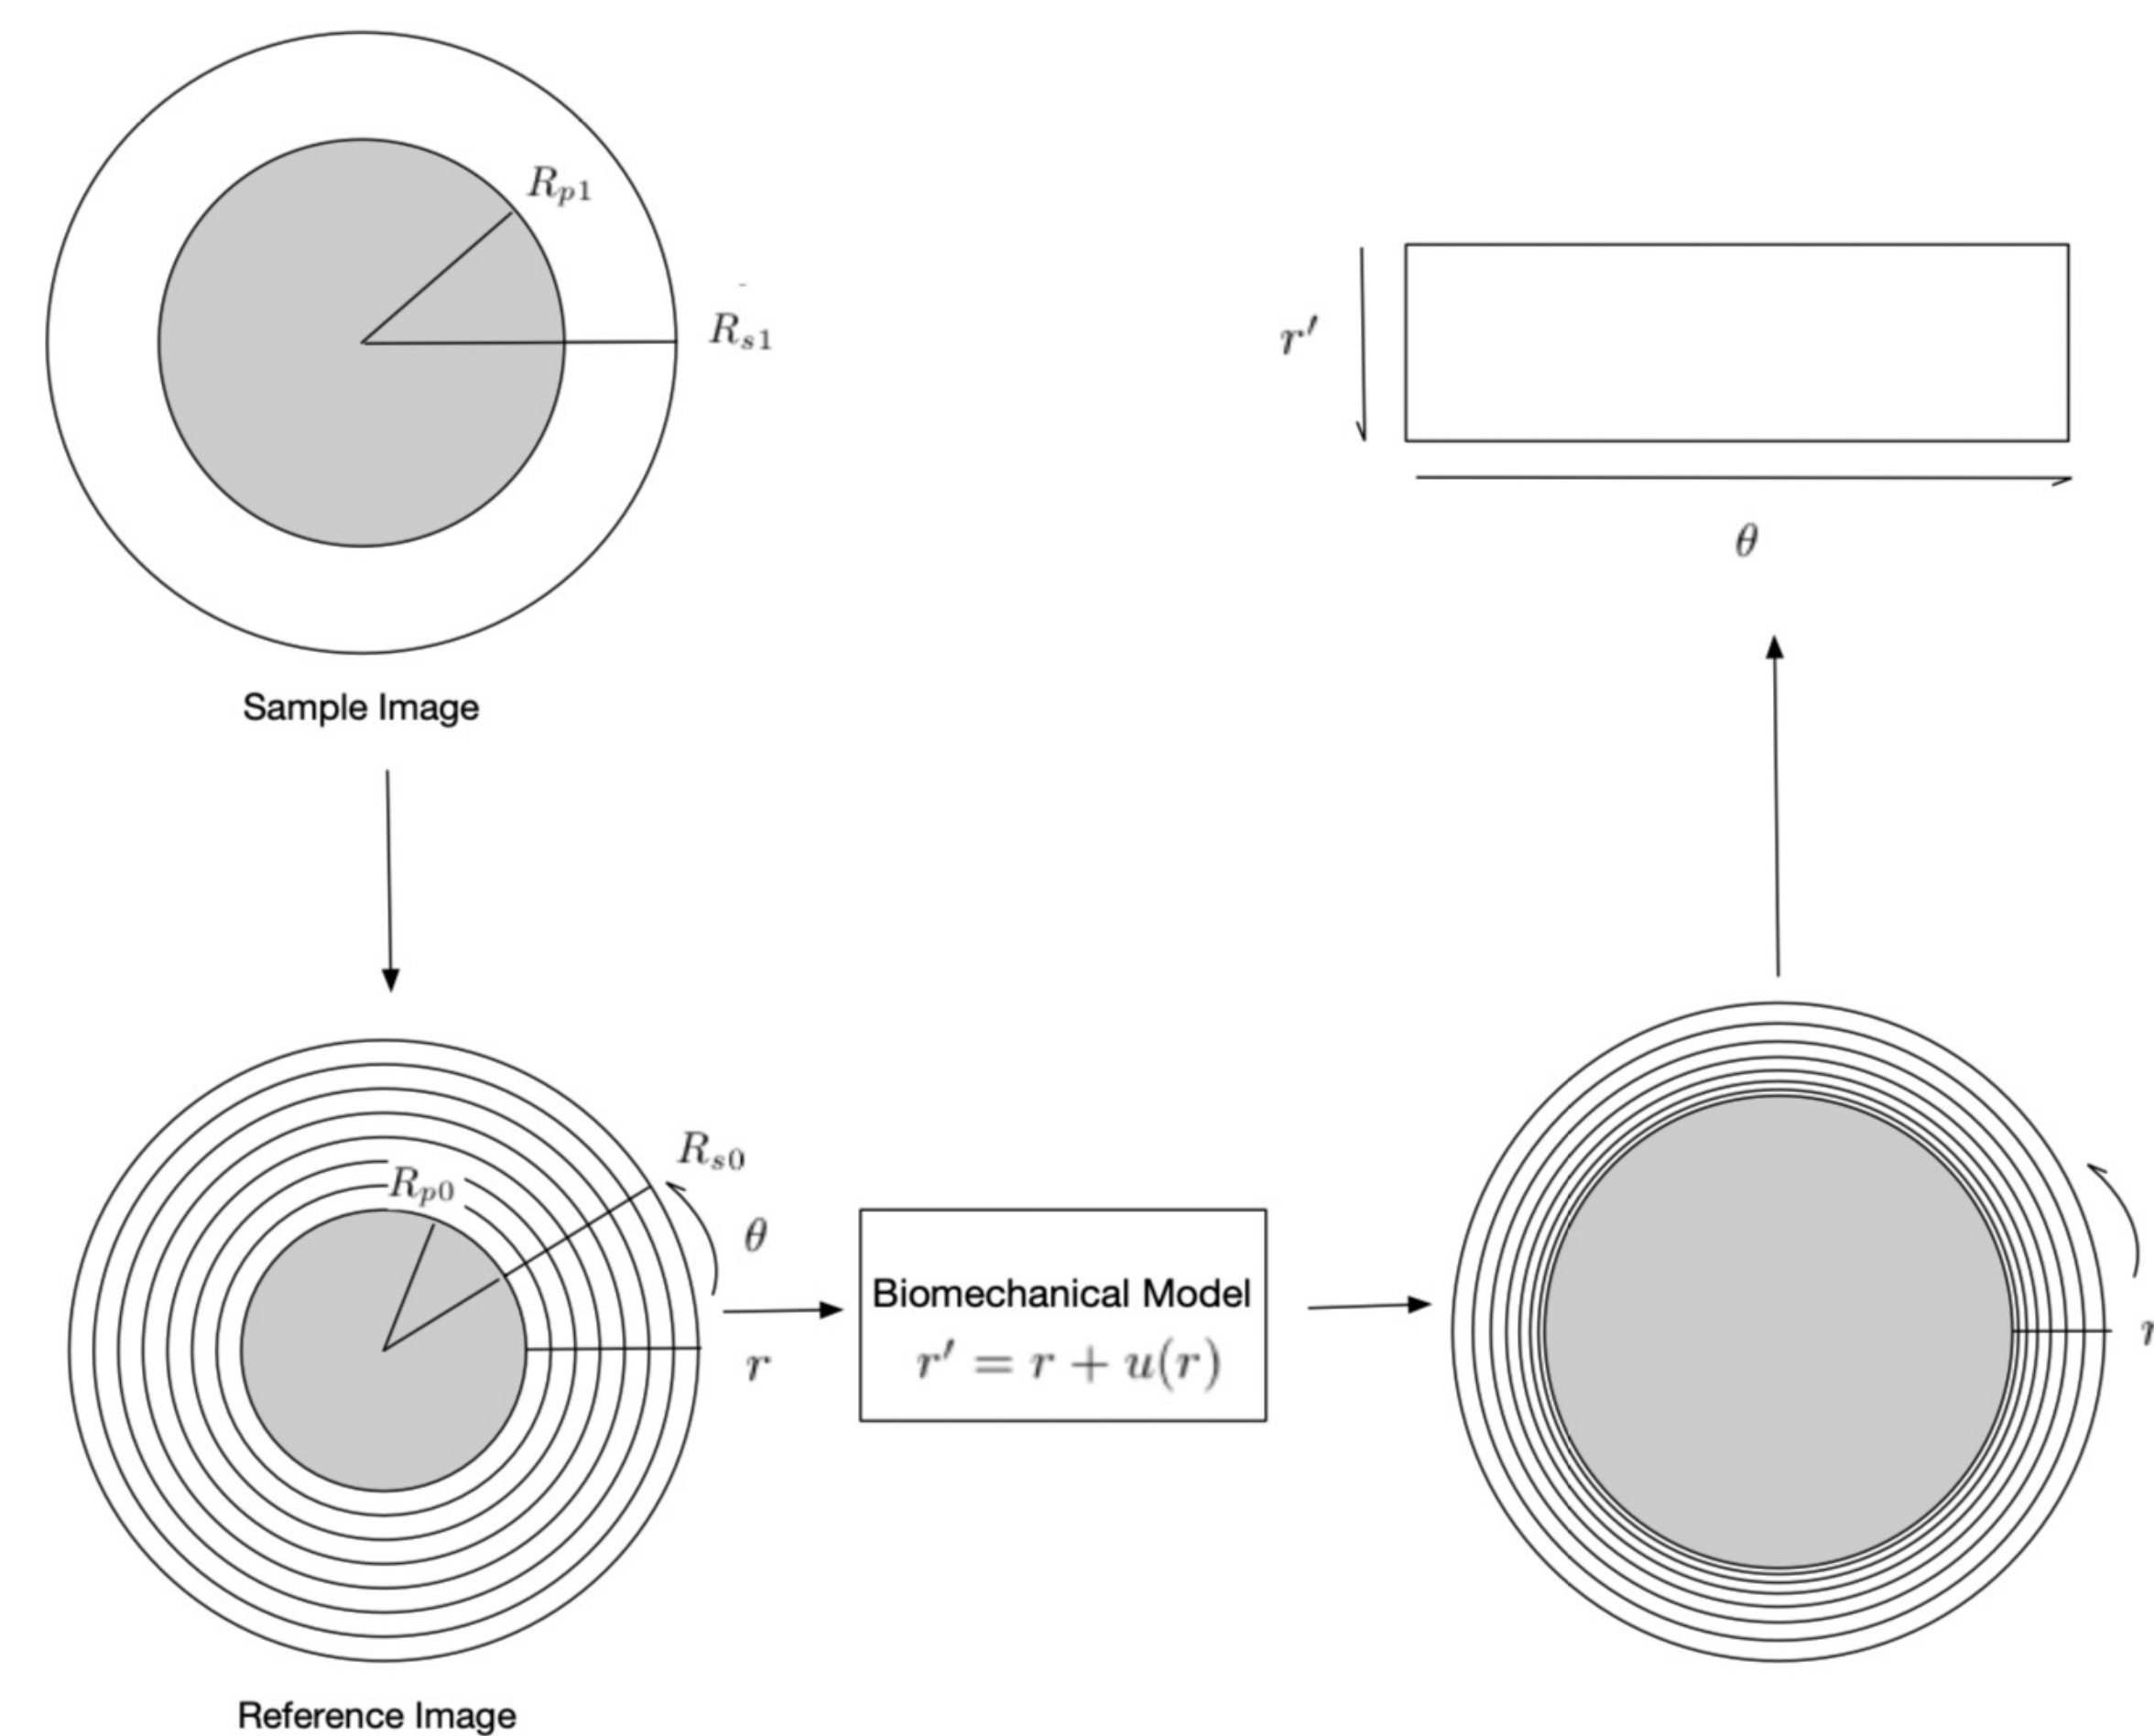 R_{p1}
R_{s1}
r′
θ
Sample Image
R_{s0}
R_{p0}
θ
r
Biomechanical Model
r′ = r + u(r)
Reference Image